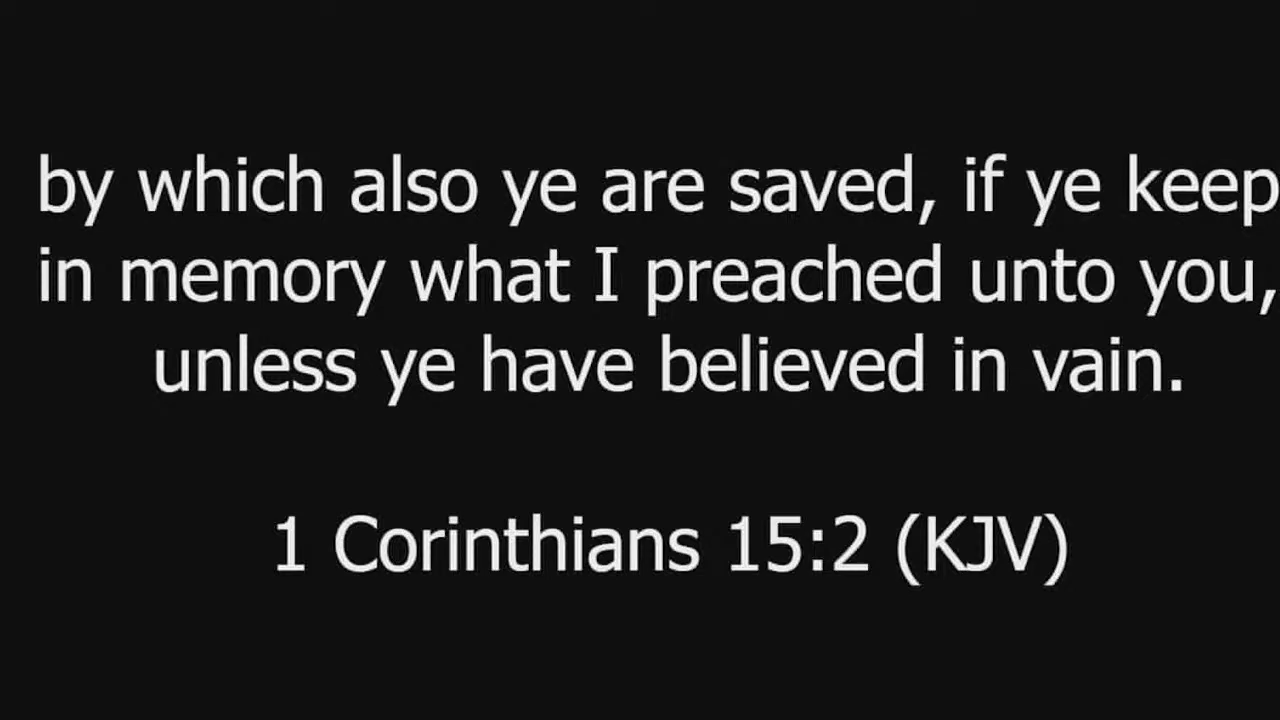 by which also ye are saved, if ye keep
in memory what I preached unto you,
unless ye have believed in vain.
1 Corinthians 15:2 (KJV)